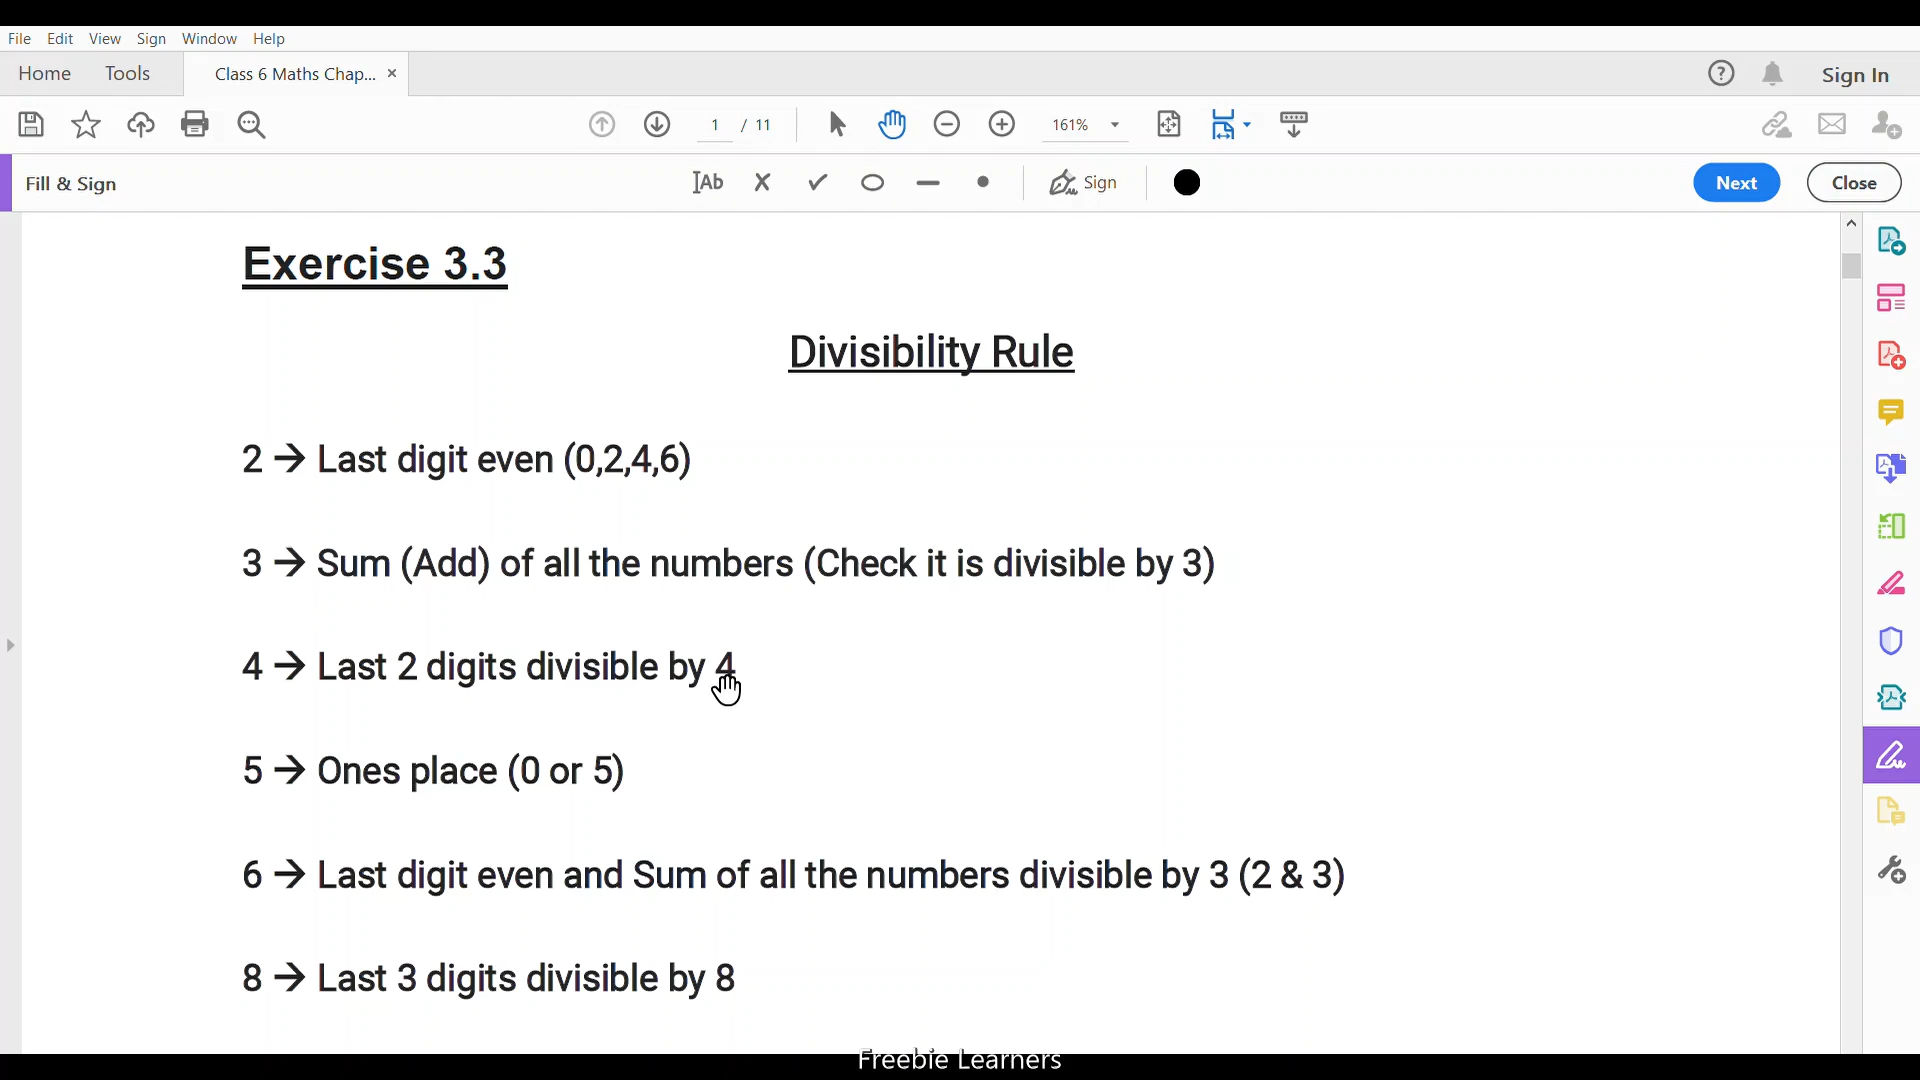 File Edit View Sign Window Help
Home Tools Class 6 Maths Chap... × Sign In
1 / 11 161%
Fill & Sign Ab Sign Next Close
Exercise 3.3
Divisibility Rule
2 → Last digit even (0,2,4,6)
3 → Sum (Add) of all the numbers (Check it is divisible by 3)
4 → Last 2 digits divisible by 4
5 → Ones place (0 or 5)
6 → Last digit even and Sum of all the numbers divisible by 3 (2 & 3)
8 → Last 3 digits divisible by 8
Freebie Learners